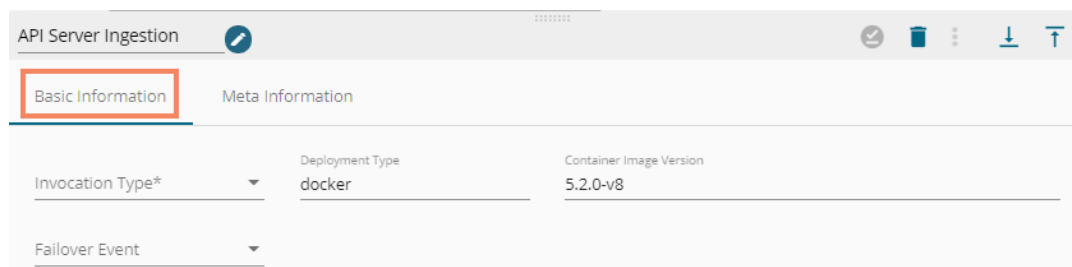 API Server Ingestion
Basic Information Meta Information
Deployment Type Container Image Version
Invocation Type* docker 5.2.0-v8
Failover Event